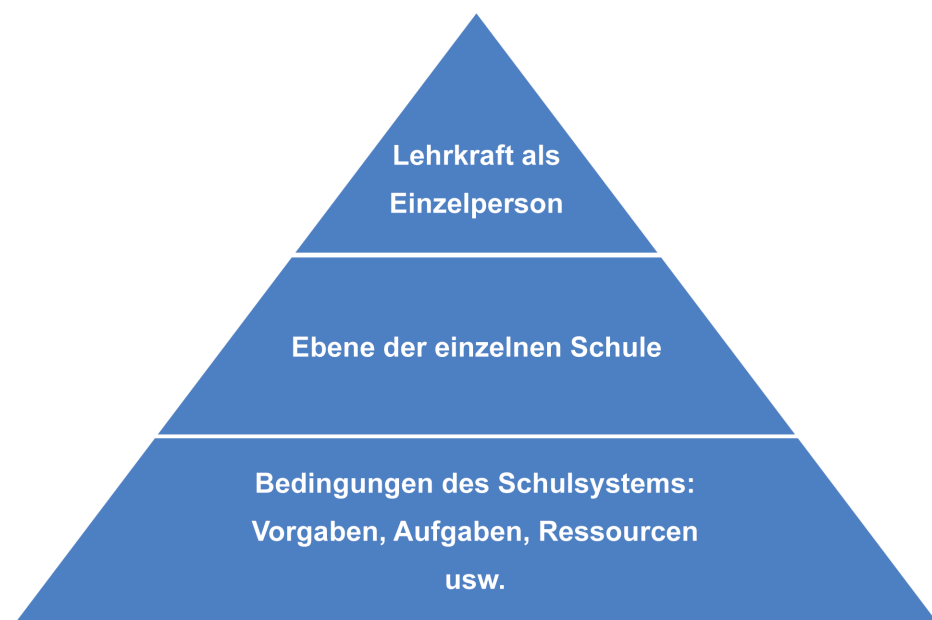 Lehrkraft als
Einzelperson
Ebene der einzelnen Schule
Bedingungen des Schulsystems:
Vorgaben, Aufgaben, Ressourcen
usw.